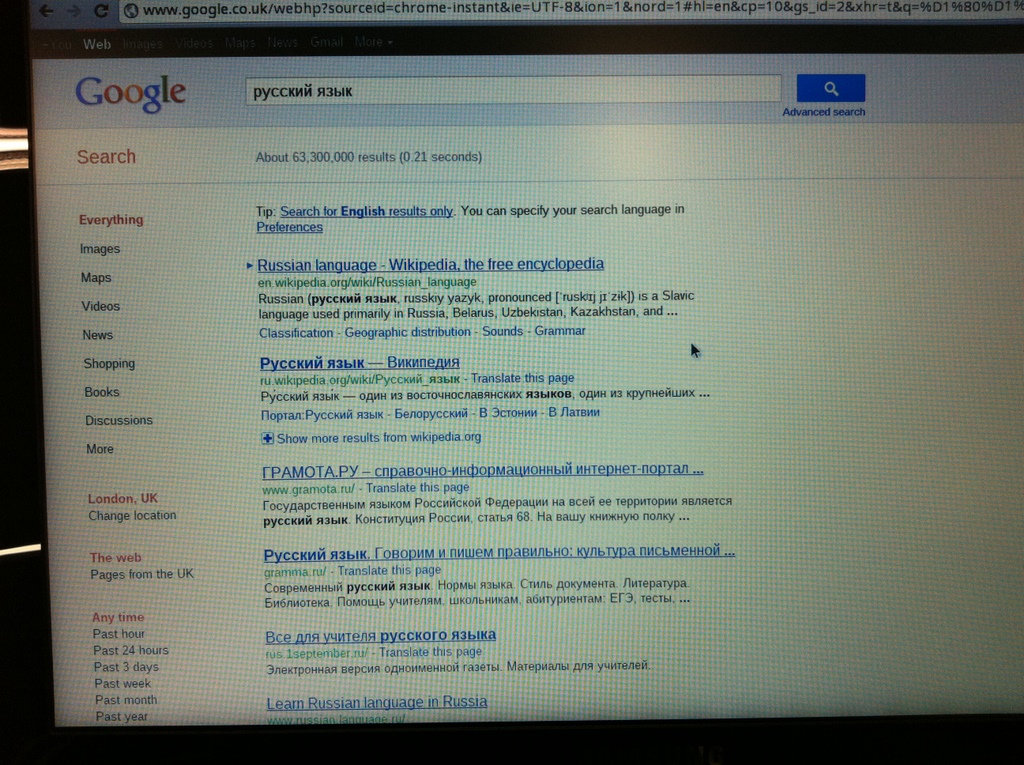 www.google.co.uk/webhp?sourceid=chrome-instant&ie=UTF-8&ion=1&nord=1#hl=en&cp=10&gs_id=2&xhr=t&q=%D1%80%D1%
+You Web Images Videos Maps News Gmail More
Google
русский язык
Advanced search
Search
About 63,300,000 results (0.21 seconds)
Everything
Images
Maps
Videos
News
Shopping
Books
Discussions
More
London, UK
Change location
The web
Pages from the UK
Any time
Past hour
Past 24 hours
Past 3 days
Past week
Past month
Past year
Tip: Search for English results only. You can specify your search language in
Preferences
Russian language - Wikipedia, the free encyclopedia
en.wikipedia.org/wiki/Russian_language
Russian (русский язык, russkiy yazyk, pronounced [ˈruskɪj jɪˈzɨk]) is a Slavic
language used primarily in Russia, Belarus, Uzbekistan, Kazakhstan, and ...
Classification - Geographic distribution - Sounds - Grammar
Русский язык — Википедия
ru.wikipedia.org/wiki/Русский_язык - Translate this page
Русский язык — один из восточнославянских языков, один из крупнейших ...
Портал:Русский язык - Белорусский - В Эстонии - В Латвии
Show more results from wikipedia.org
ГРАМОТА.РУ – справочно-информационный интернет-портал ...
www.gramota.ru/ - Translate this page
Государственным языком Российской Федерации на всей ее территории является
русский язык. Конституция России, статья 68. На вашу книжную полку ...
Русский язык. Говорим и пишем правильно: культура письменной ...
gramma.ru/ - Translate this page
Современный русский язык. Нормы языка. Стиль документа. Литература.
Библиотека. Помощь учителям, школьникам, абитуриентам: ЕГЭ, тесты, ...
Все для учителя русского языка
rus.1september.ru/ - Translate this page
Электронная версия одноименной газеты. Материалы для учителей.
Learn Russian language in Russia
www.russian.language.ru/